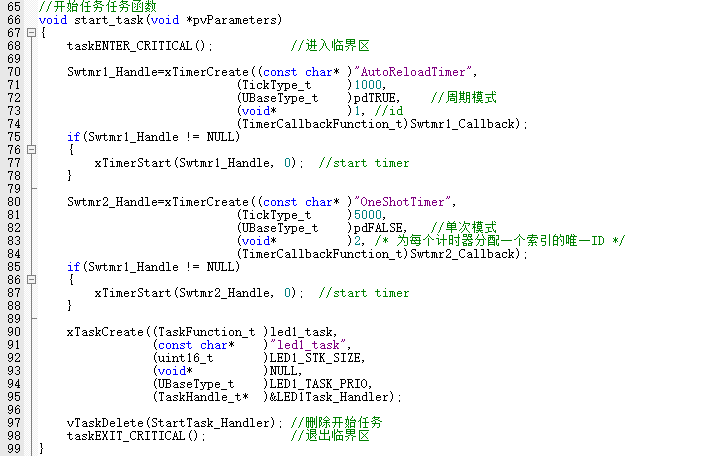 65 //开始任务任务函数
66 void start_task(void *pvParameters)
67 {
68     taskENTER_CRITICAL();           //进入临界区
69
70     Swtmr1_Handle=xTimerCreate((const char* )"AutoReloadTimer",
71                            (TickType_t     )1000,
72                            (UBaseType_t    )pdTRUE,    //周期模式
73                            (void*          )1, //id
74                            (TimerCallbackFunction_t)Swtmr1_Callback);
75     if(Swtmr1_Handle != NULL)
76     {
77         xTimerStart(Swtmr1_Handle, 0);  //start timer
78     }
79
80     Swtmr2_Handle=xTimerCreate((const char* )"OneShotTimer",
81                            (TickType_t     )5000,
82                            (UBaseType_t    )pdFALSE,   //单次模式
83                            (void*          )2, /* 为每个计时器分配一个索引的唯一ID */
84                            (TimerCallbackFunction_t)Swtmr2_Callback);
85     if(Swtmr1_Handle != NULL)
86     {
87         xTimerStart(Swtmr2_Handle, 0);  //start timer
88     }
89
90     xTaskCreate((TaskFunction_t )led1_task,
91                 (const char*    )"led1_task",
92                 (uint16_t       )LED1_STK_SIZE,
93                 (void*          )NULL,
94                 (UBaseType_t    )LED1_TASK_PRIO,
95                 (TaskHandle_t*  )&LED1Task_Handler);
96
97     vTaskDelete(StartTask_Handler); //删除开始任务
98     taskEXIT_CRITICAL();            //退出临界区
99 }